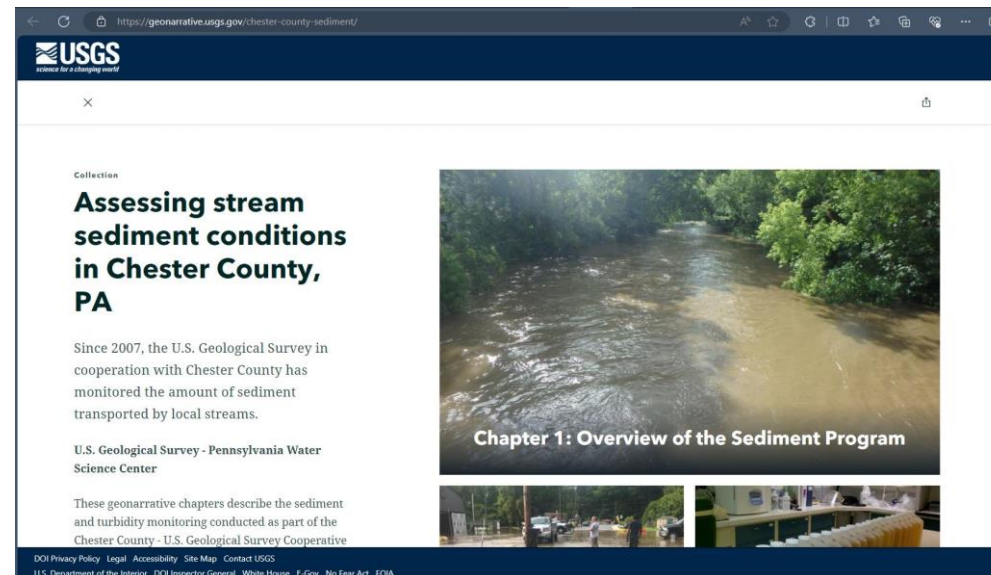 https://geonarrative.usgs.gov/chester-county-sediment/
USGS
science for a changing world
Collection
Assessing stream
sediment conditions
in Chester County,
PA
Since 2007, the U.S. Geological Survey in
cooperation with Chester County has
monitored the amount of sediment
transported by local streams.
U.S. Geological Survey - Pennsylvania Water
Science Center
These geonarrative chapters describe the sediment
and turbidity monitoring conducted as part of the
Chester County - U.S. Geological Survey Cooperative
Chapter 1: Overview of the Sediment Program
DOI Privacy Policy Legal Accessibility Site Map Contact USGS
U.S. Department of the Interior DOI Inspector General White House E-Gov No Fear Act FOIA